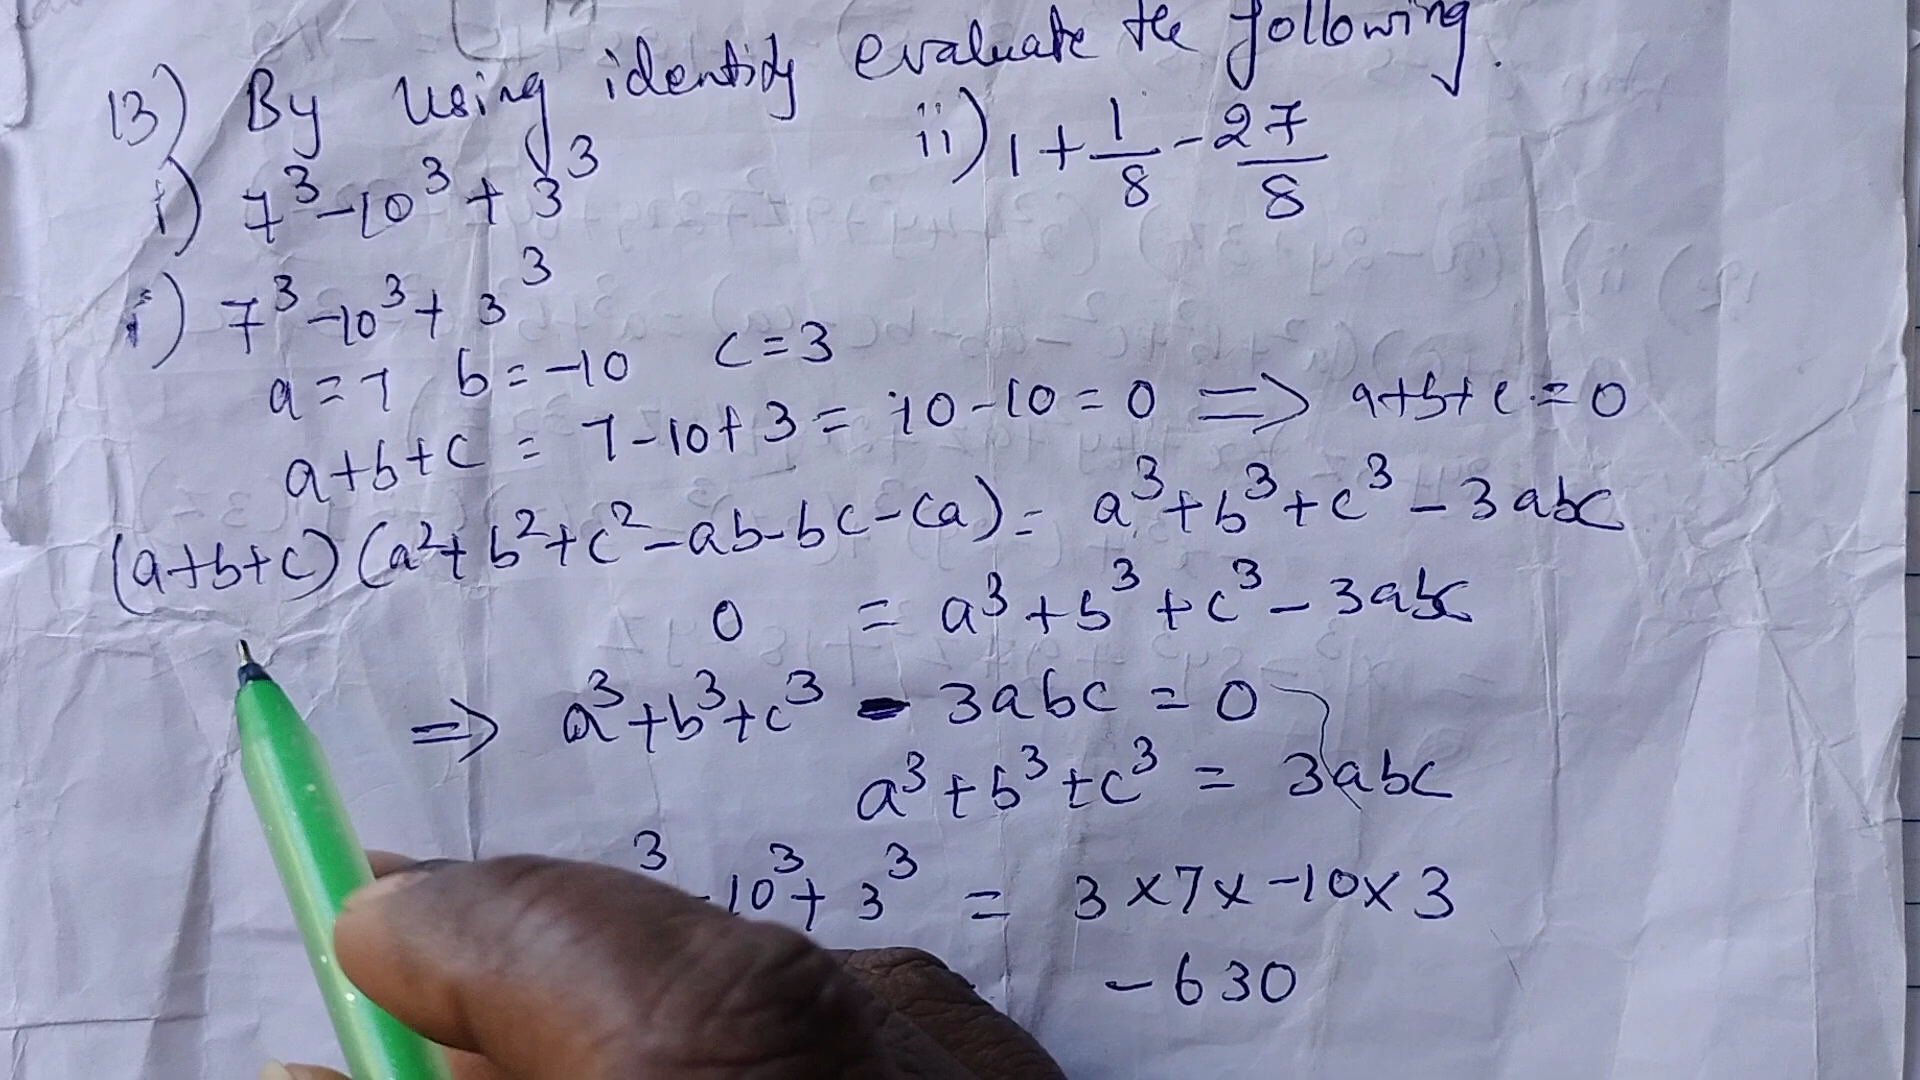 13) By using identity evaluate the following.
i) 7³-10³+3³ ii) 1+1/8-27/8
i) 7³-10³+3³
a=7 b=-10 c=3
a+b+c = 7-10+3 = 10-10=0 => a+b+c=0
(a+b+c)(a²+b²+c²-ab-bc-ca) = a³+b³+c³-3abc
0 = a³+b³+c³-3abc
=> a³+b³+c³ - 3abc = 0
a³+b³+c³ = 3abc
³-10³+3³ = 3×7×-10×3
-630